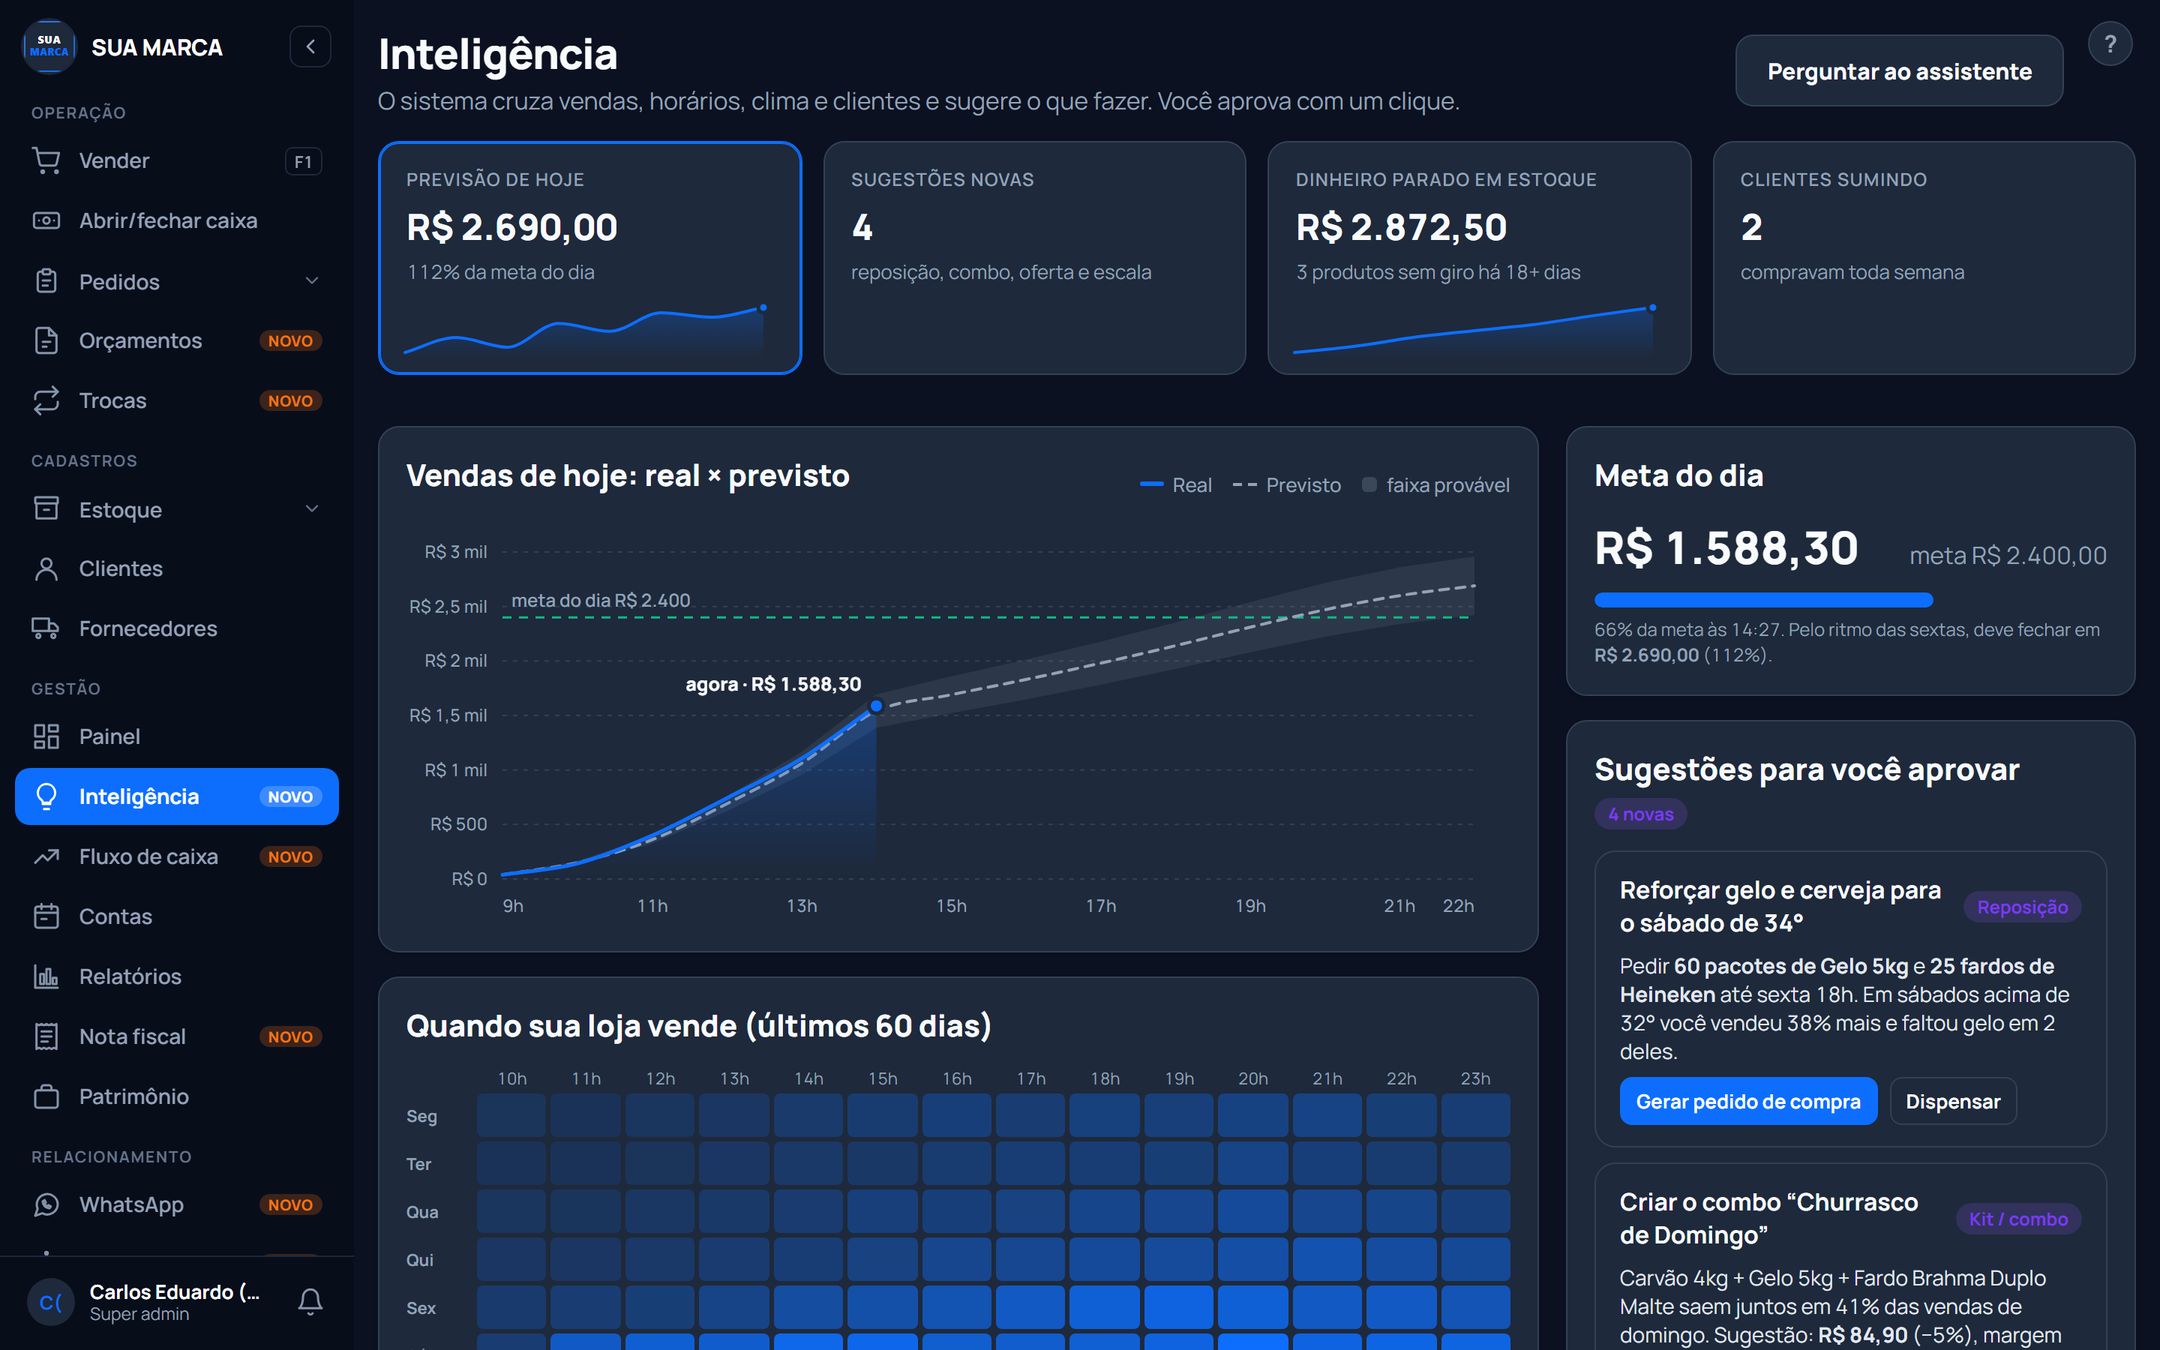 SUA
MARCA
SUA MARCA
OPERAÇÃO
Vender
F1
Abrir/fechar caixa
Pedidos
Orçamentos
NOVO
Trocas
NOVO
CADASTROS
Estoque
Clientes
Fornecedores
GESTÃO
Painel
Inteligência
NOVO
Fluxo de caixa
NOVO
Contas
Relatórios
Nota fiscal
NOVO
Patrimônio
RELACIONAMENTO
WhatsApp
NOVO
C(
Carlos Eduardo (...
Super admin
Inteligência
O sistema cruza vendas, horários, clima e clientes e sugere o que fazer. Você aprova com um clique.
Perguntar ao assistente
?
PREVISÃO DE HOJE
R$ 2.690,00
112% da meta do dia
SUGESTÕES NOVAS
4
reposição, combo, oferta e escala
DINHEIRO PARADO EM ESTOQUE
R$ 2.872,50
3 produtos sem giro há 18+ dias
CLIENTES SUMINDO
2
compravam toda semana
Vendas de hoje: real × previsto
Real
Previsto
faixa provável
R$ 3 mil
R$ 2,5 mil
R$ 2 mil
R$ 1,5 mil
R$ 1 mil
R$ 500
R$ 0
meta do dia R$ 2.400
agora · R$ 1.588,30
9h 11h 13h 15h 17h 19h 21h 22h
Quando sua loja vende (últimos 60 dias)
10h 11h 12h 13h 14h 15h 16h 17h 18h 19h 20h 21h 22h 23h
Seg
Ter
Qua
Qui
Sex
Meta do dia
R$ 1.588,30
meta R$ 2.400,00
66% da meta às 14:27. Pelo ritmo das sextas, deve fechar em
R$ 2.690,00 (112%).
Sugestões para você aprovar
4 novas
Reforçar gelo e cerveja para
o sábado de 34°
Reposição
Pedir 60 pacotes de Gelo 5kg e 25 fardos de
Heineken até sexta 18h. Em sábados acima de
32° você vendeu 38% mais e faltou gelo em 2
deles.
Gerar pedido de compra
Dispensar
Criar o combo “Churrasco
de Domingo”
Kit / combo
Carvão 4kg + Gelo 5kg + Fardo Brahma Duplo
Malte saem juntos em 41% das vendas de
domingo. Sugestão: R$ 84,90 (−5%), margem